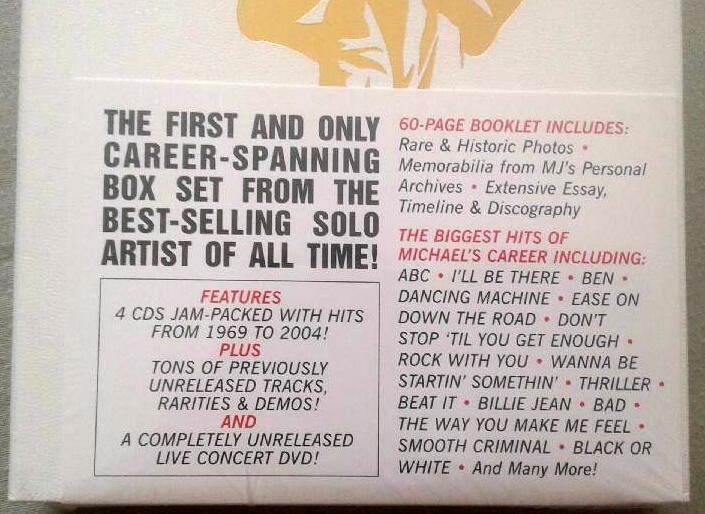 THE FIRST AND ONLY
CAREER-SPANNING
BOX SET FROM THE
BEST-SELLING SOLO
ARTIST OF ALL TIME!
FEATURES
4 CDS JAM-PACKED WITH HITS
FROM 1969 TO 2004!
PLUS
TONS OF PREVIOUSLY
UNRELEASED TRACKS,
RARITIES & DEMOS!
AND
A COMPLETELY UNRELEASED
LIVE CONCERT DVD!
60-PAGE BOOKLET INCLUDES:
Rare & Historic Photos •
Memorabilia from MJ's Personal
Archives • Extensive Essay,
Timeline & Discography
THE BIGGEST HITS OF
MICHAEL'S CAREER INCLUDING:
ABC • I'LL BE THERE • BEN •
DANCING MACHINE • EASE ON
DOWN THE ROAD • DON'T
STOP 'TIL YOU GET ENOUGH •
ROCK WITH YOU • WANNA BE
STARTIN' SOMETHIN' • THRILLER •
BEAT IT • BILLIE JEAN • BAD •
THE WAY YOU MAKE ME FEEL •
SMOOTH CRIMINAL • BLACK OR
WHITE • And Many More!